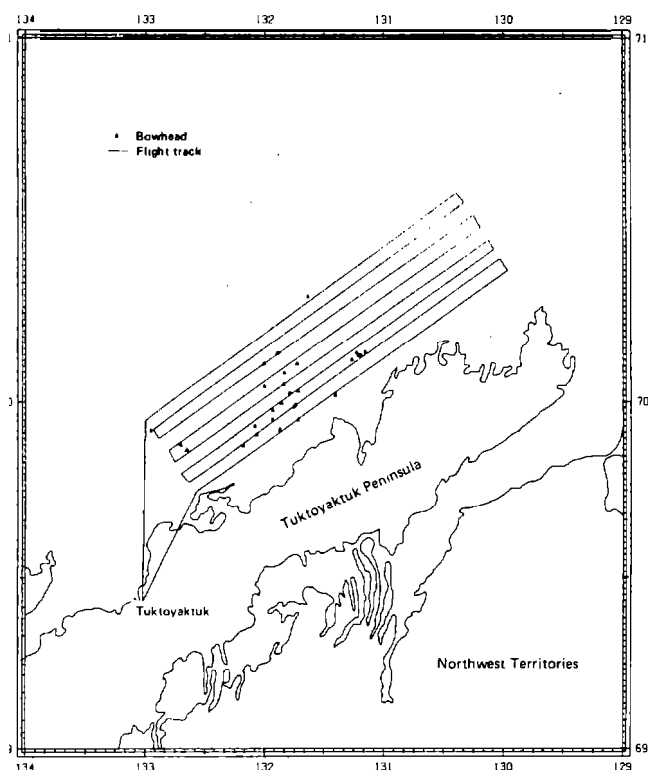 134 133 132 131 130 129
71
Bowhead
Flight track
70 70
Tuktoyaktuk Peninsula
Tuktoyaktuk
Northwest Territories
69
134 133 132 131 130 129